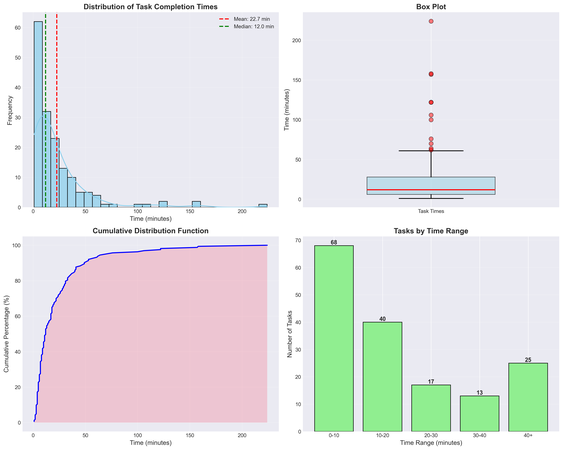 Distribution of Task Completion Times
Mean: 22.7 min
Median: 12.0 min
Frequency
60
50
40
30
20
10
0
0 50 100 150 200
Time (minutes)
Box Plot
Time (minutes)
200
150
100
50
0
Task Times
Cumulative Distribution Function
Cumulative Percentage (%)
100
80
60
40
20
0
0 50 100 150 200
Time (minutes)
Tasks by Time Range
Number of Tasks
70
60
50
40
30
20
10
0
68
40
17
13
25
0-10 10-20 20-30 30-40 40+
Time Range (minutes)